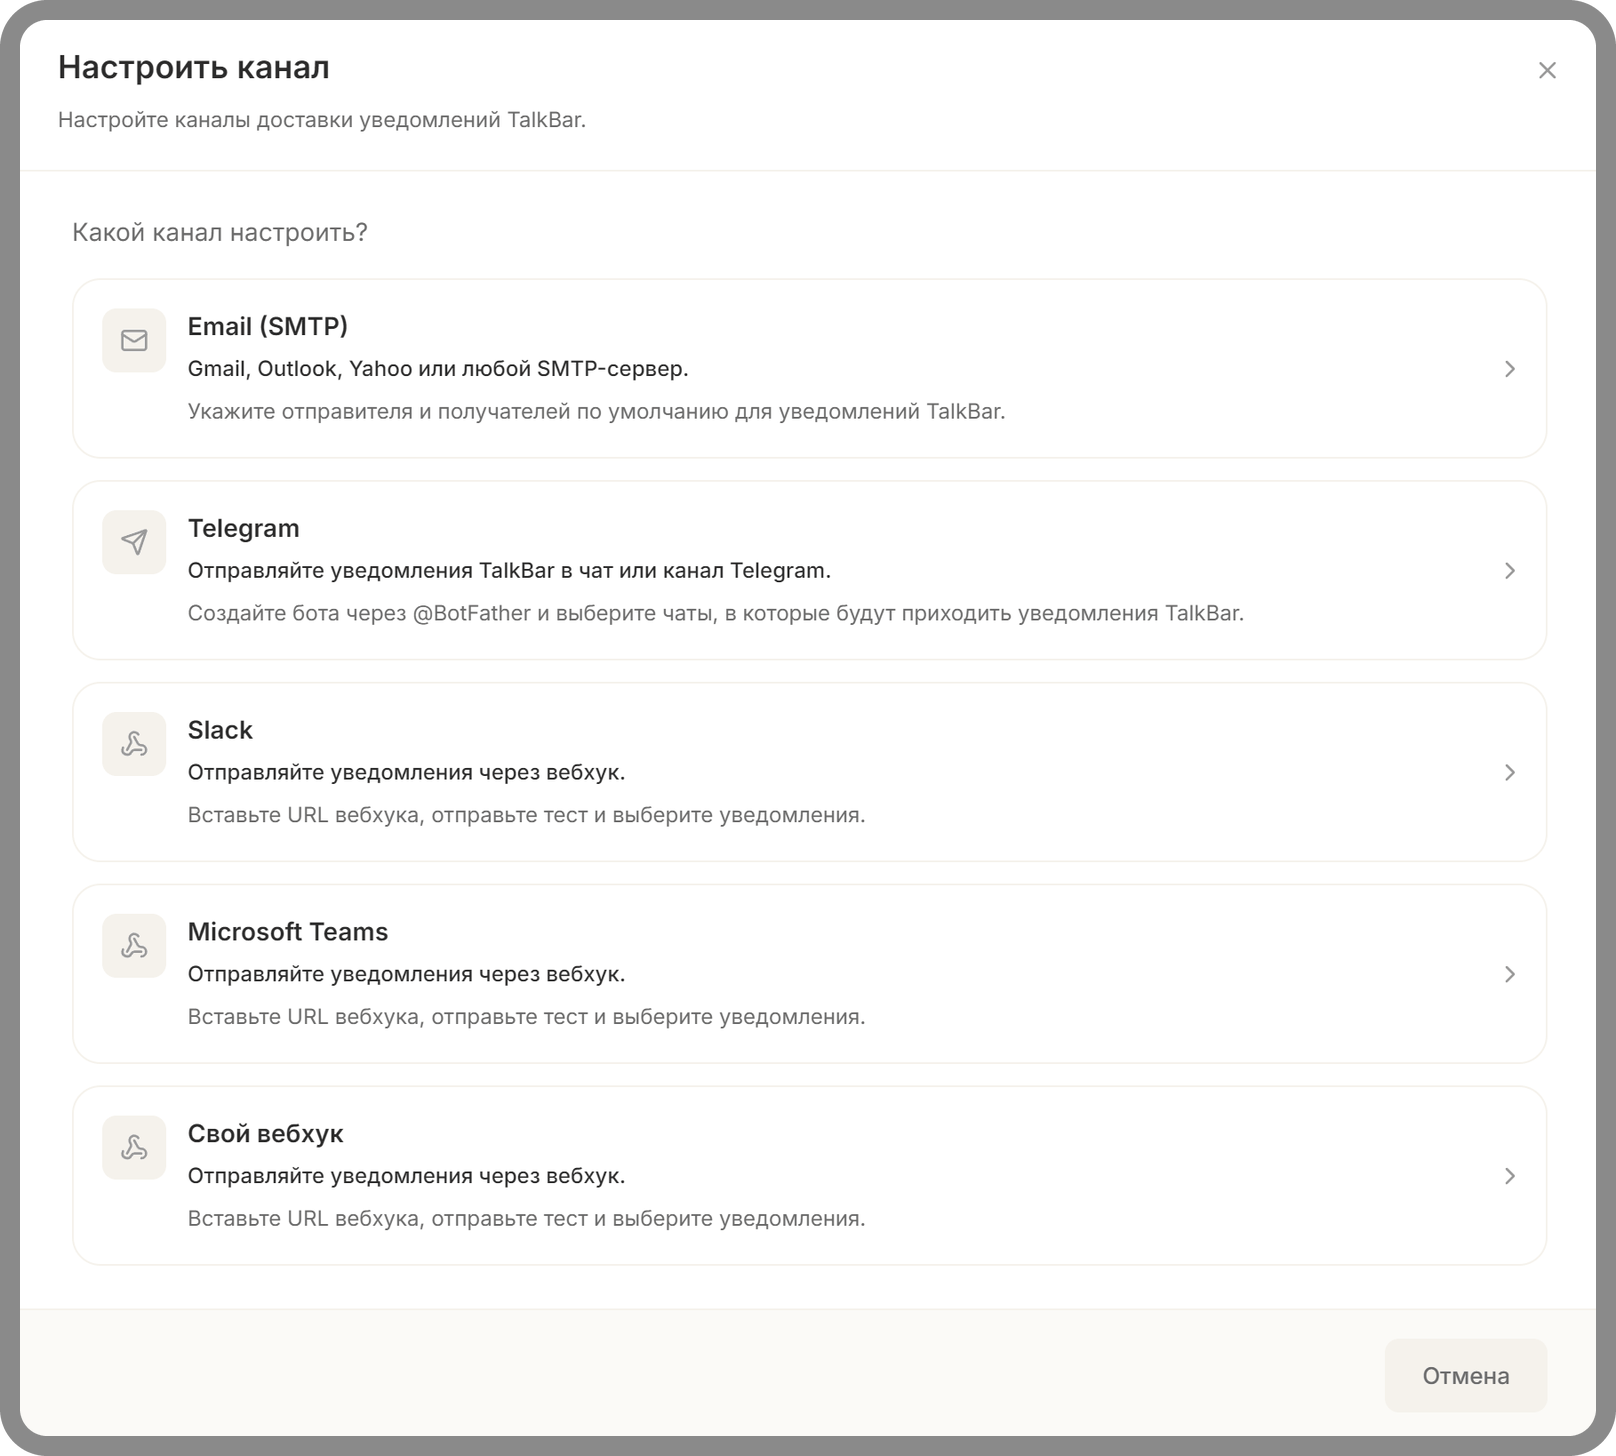 Настроить канал
Настройте каналы доставки уведомлений TalkBar.
Какой канал настроить?
Email (SMTP)
Gmail, Outlook, Yahoo или любой SMTP-сервер.
Укажите отправителя и получателей по умолчанию для уведомлений TalkBar.
Telegram
Отправляйте уведомления TalkBar в чат или канал Telegram.
Создайте бота через @BotFather и выберите чаты, в которые будут приходить уведомления TalkBar.
Slack
Отправляйте уведомления через вебхук.
Вставьте URL вебхука, отправьте тест и выберите уведомления.
Microsoft Teams
Отправляйте уведомления через вебхук.
Вставьте URL вебхука, отправьте тест и выберите уведомления.
Свой вебхук
Отправляйте уведомления через вебхук.
Вставьте URL вебхука, отправьте тест и выберите уведомления.
Отмена